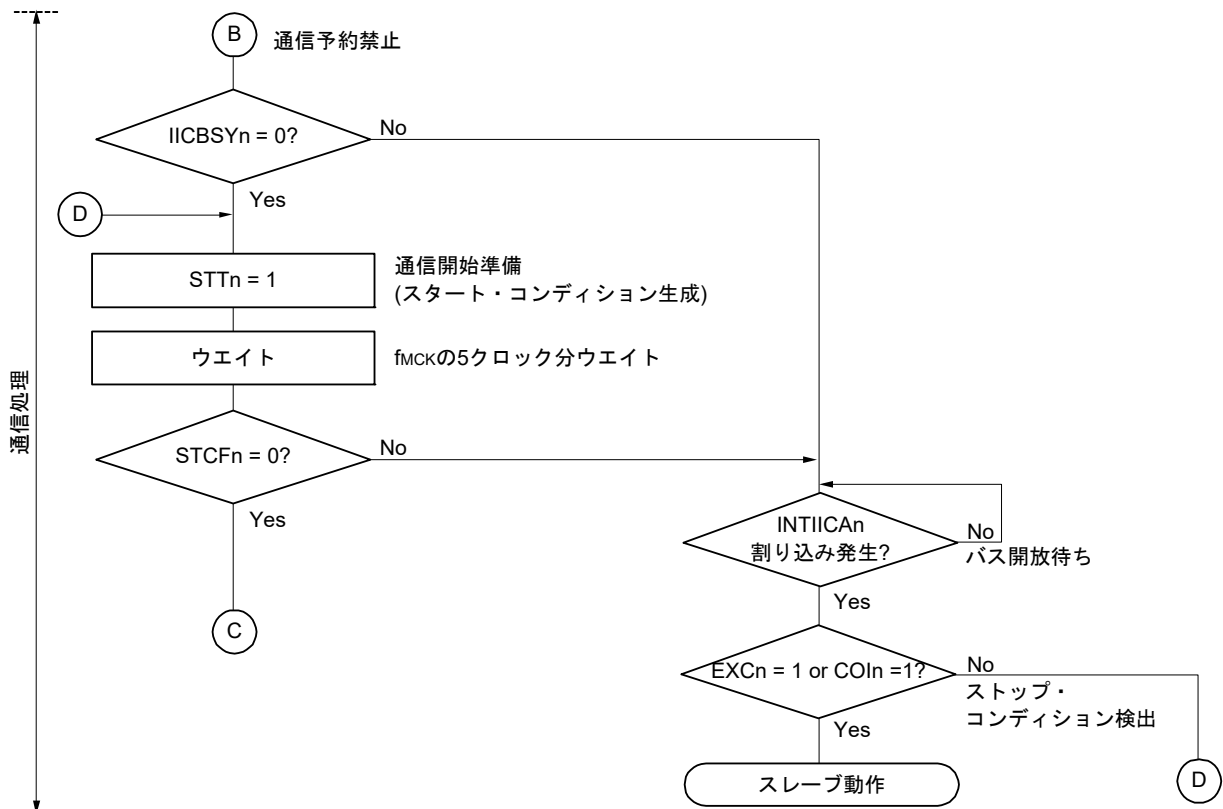 B 通信予約禁止
IICBSYn = 0?
No
Yes
D
STTn = 1
通信開始準備
(スタート・コンディション生成)
ウエイト
fMCKの5クロック分ウエイト
STCFn = 0?
No
Yes
C
INTIICAn
割り込み発生?
No
バス開放待ち
Yes
EXCn = 1 or COIn =1?
No
ストップ・
コンディション検出
Yes
スレーブ動作
D
通信処理